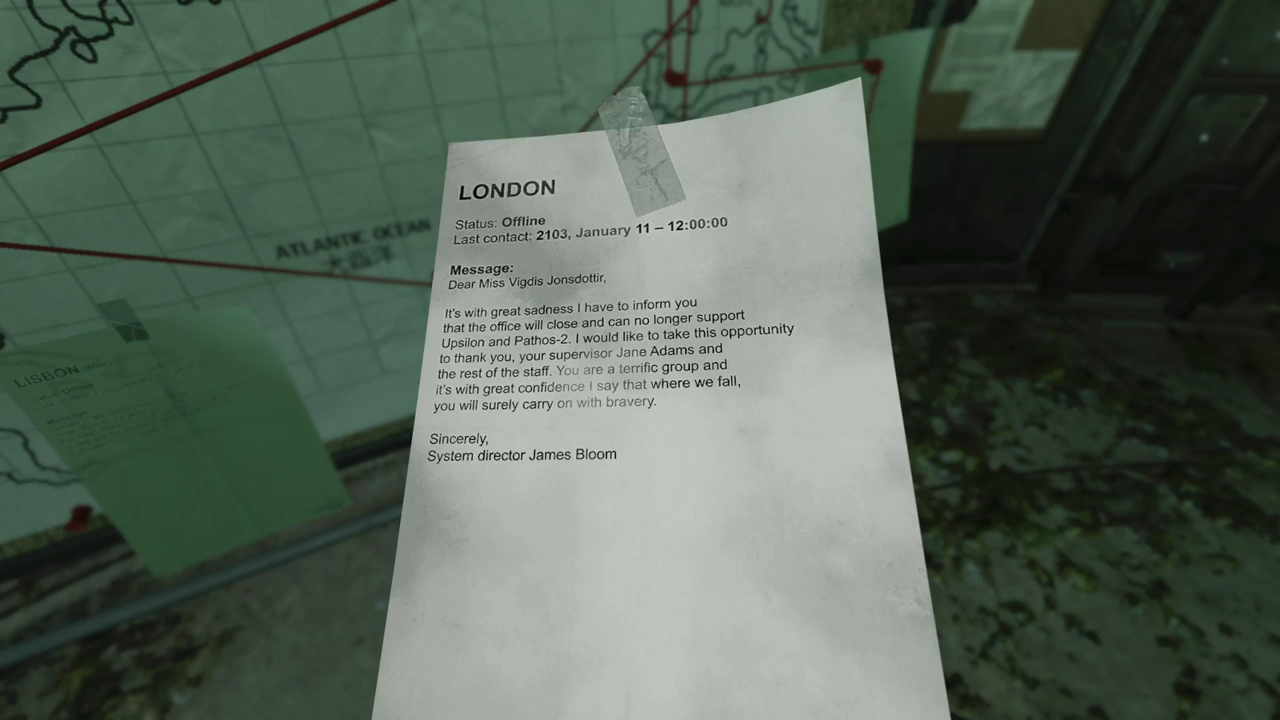 ATLANTIC OCEAN
大西洋
LONDON
Status: Offline
Last contact: 2103, January 11 – 12:00:00
Message:
Dear Miss Vigdis Jonsdottir,
It's with great sadness I have to inform you
that the office will close and can no longer support
Upsilon and Pathos-2. I would like to take this opportunity
to thank you, your supervisor Jane Adams and
the rest of the staff. You are a terrific group and
it's with great confidence I say that where we fall,
you will surely carry on with bravery.
Sincerely,
System director James Bloom
LISBON
Message: